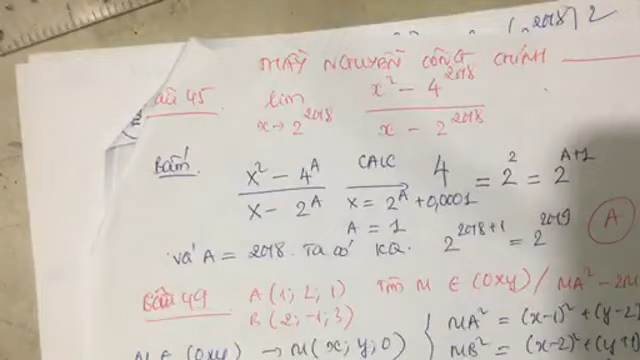 (2018) 2
THẦY NGUYỄN CÔNG CHÍNH
Câu 45 lim x→2^2018 (x² - 4^2018)/(x - 2^2018)
Bấm (x² - 4^A)/(x - 2^A) CALC → x = 2^A + 0,0001 A = 1 4 = 2² = 2^(A+1)
và A = 2018. Ta có KQ. 2^(2018+1) = 2^2019 (A)
Câu 49 A(1; 2; 1) Tìm M ∈ (Oxy) / MA² - 2M
B(2; -1; 3)
M ∈ (OXY) → M(x; y; 0) { MA² = (x-1)² + (y-2)
MB² = (x-2)² + (y+1)